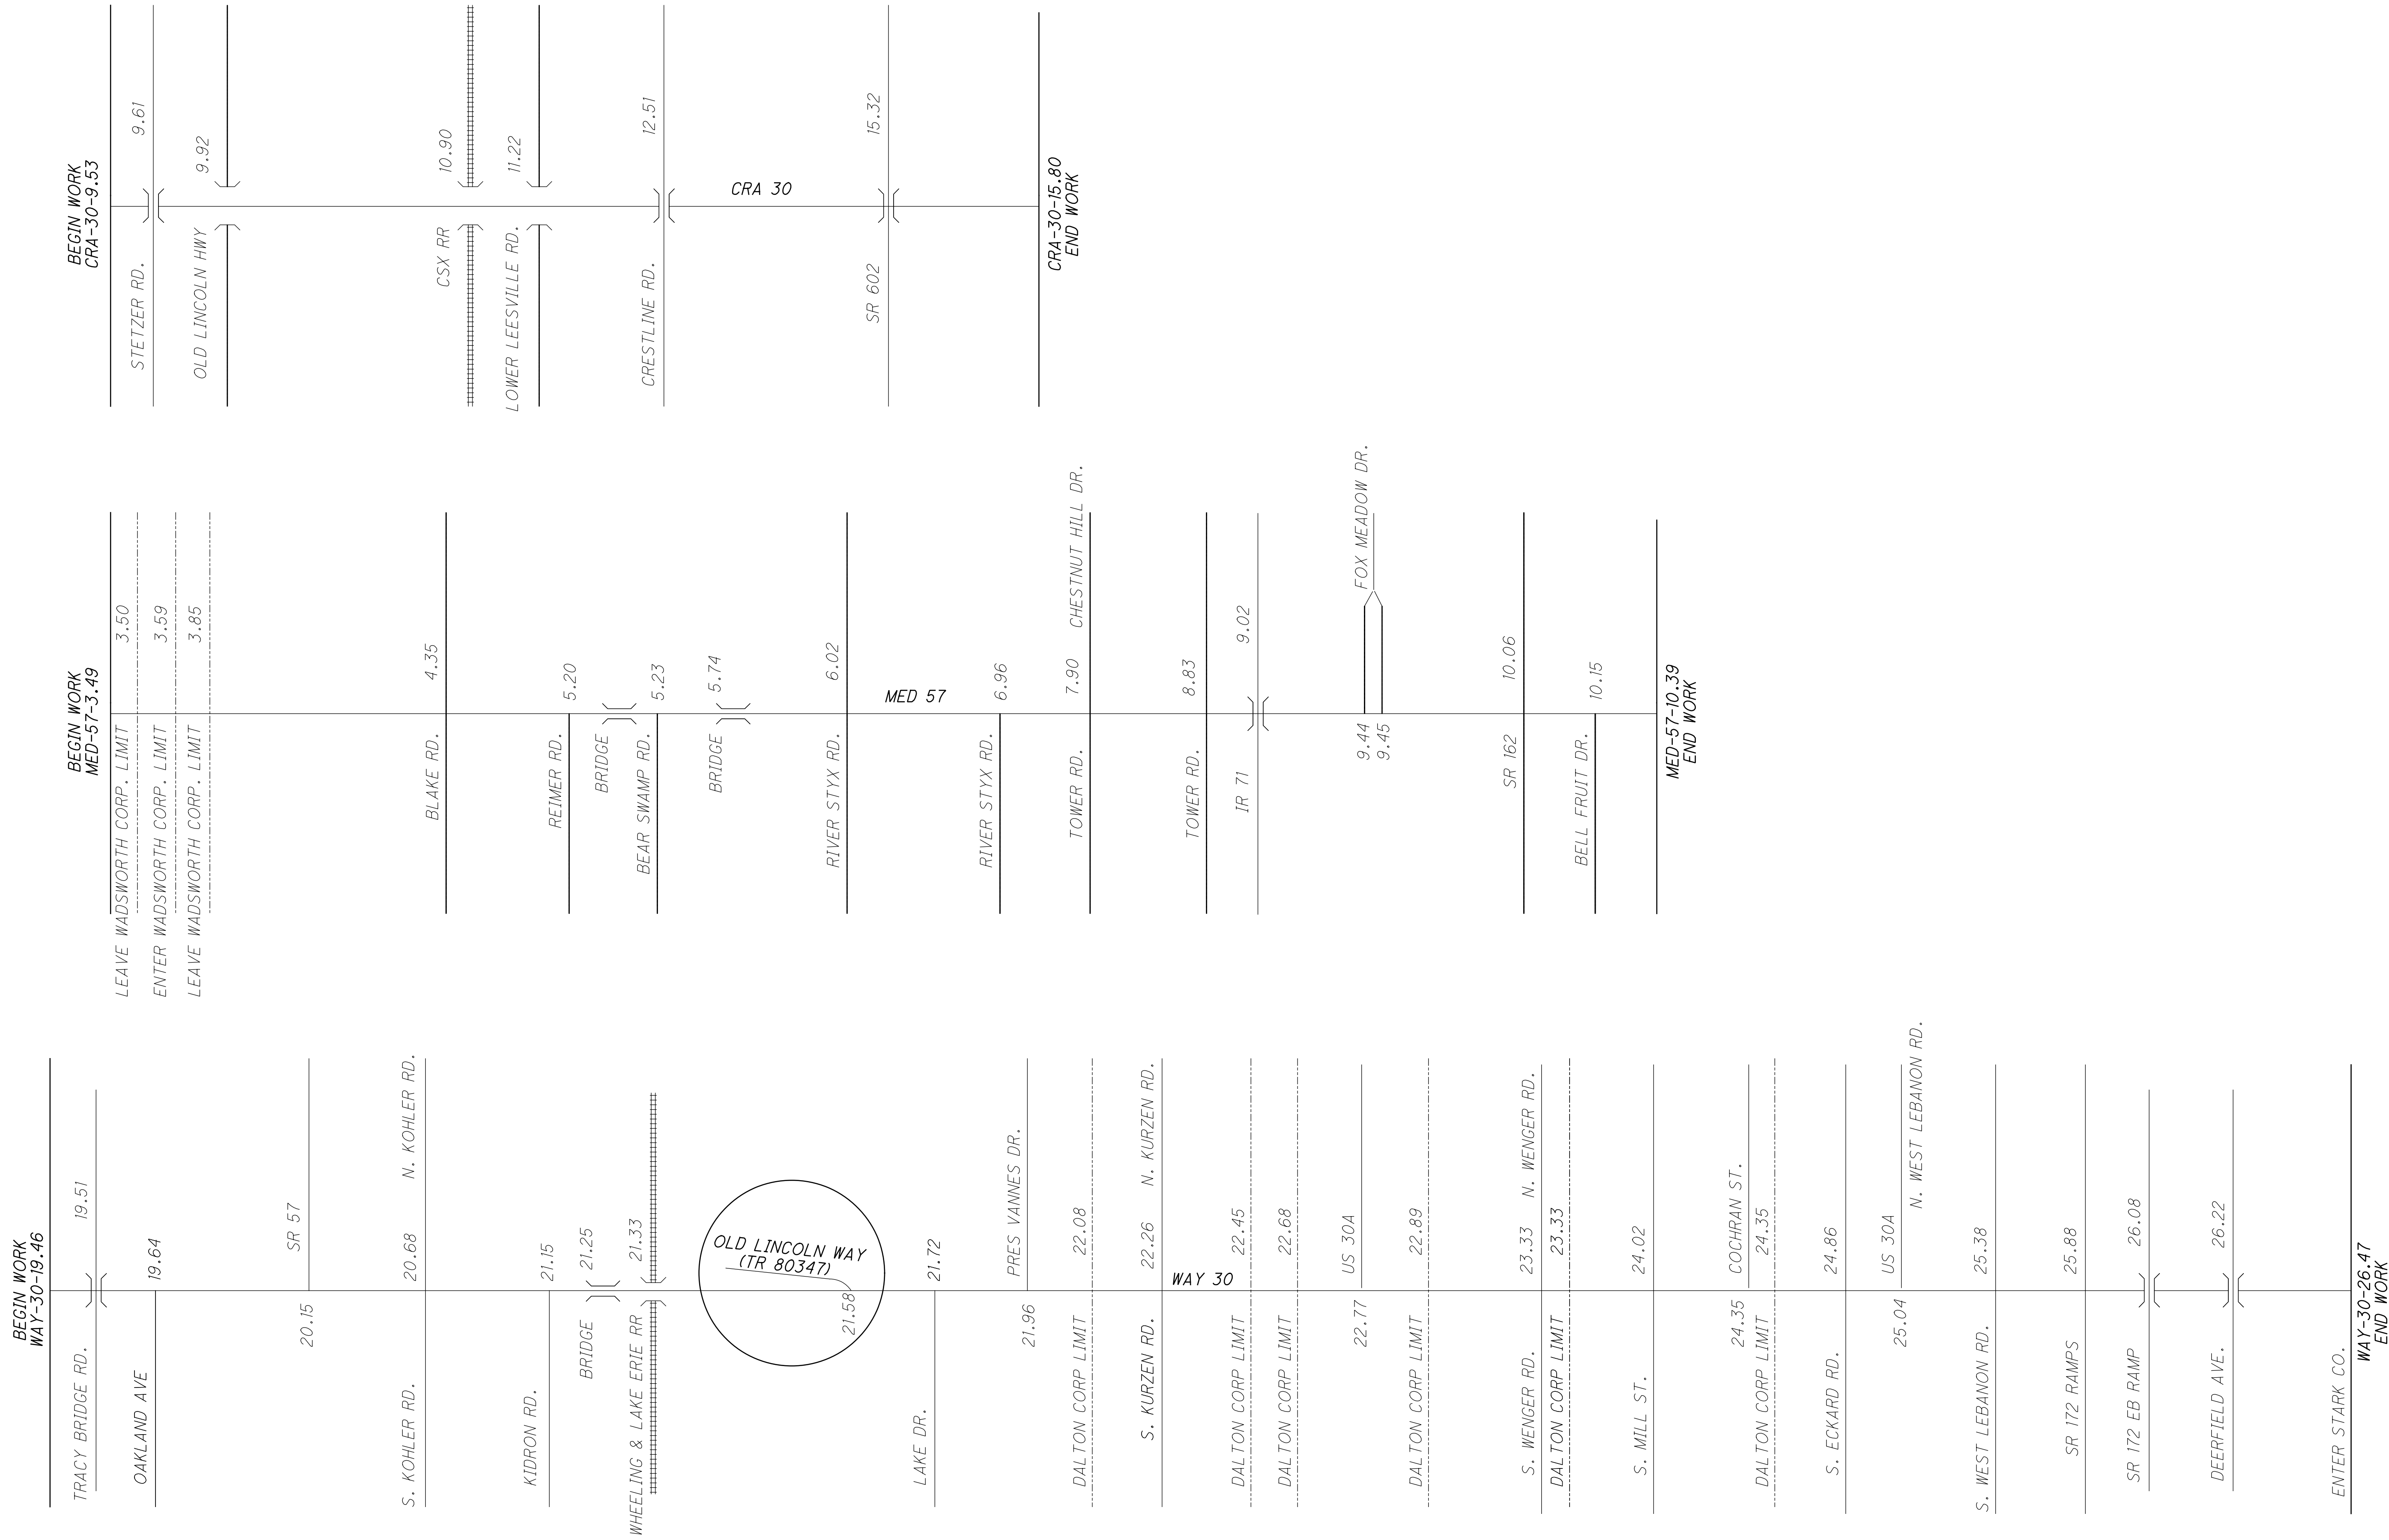 BEGIN WORK
CRA-30-9.53
STETZER RD. 9.61
OLD LINCOLN HWY 9.92
CSX RR 10.90
LOWER LEESVILLE RD. 11.22
CRESTLINE RD. 12.51
CRA 30
SR 602 15.32
CRA-30-15.80
END WORK
BEGIN WORK
MED-57-3.49
LEAVE WADSWORTH CORP. LIMIT 3.50
ENTER WADSWORTH CORP. LIMIT 3.59
LEAVE WADSWORTH CORP. LIMIT 3.85
BLAKE RD. 4.35
REIMER RD. 5.20
BRIDGE
BEAR SWAMP RD. 5.23
BRIDGE 5.74
RIVER STYX RD. 6.02
MED 57
RIVER STYX RD. 6.96
TOWER RD. 7.90 CHESTNUT HILL DR.
TOWER RD. 8.83
IR 71 9.02
9.44 FOX MEADOW DR.
9.45
SR 162 10.06
BELL FRUIT DR. 10.15
MED-57-10.39
END WORK
BEGIN WORK
WAY-30-19.46
TRACY BRIDGE RD. 19.51
OAKLAND AVE 19.64
20.15 SR 57
S. KOHLER RD. 20.68 N. KOHLER RD.
KIDRON RD. 21.15
BRIDGE 21.25
WHEELING & LAKE ERIE RR 21.33
OLD LINCOLN WAY
(TR 80347)
21.58
LAKE DR. 21.72
21.96 PRES VANNES DR.
DALTON CORP LIMIT 22.08
S. KURZEN RD. 22.26 N. KURZEN RD.
WAY 30
DALTON CORP LIMIT 22.45
DALTON CORP LIMIT 22.68
22.77 US 30A
DALTON CORP LIMIT 22.89
S. WENGER RD. 23.33 N. WENGER RD.
DALTON CORP LIMIT 23.33
S. MILL ST. 24.02
24.35 COCHRAN ST.
DALTON CORP LIMIT 24.35
S. ECKARD RD. 24.86
25.04 US 30A
N. WEST LEBANON RD.
S. WEST LEBANON RD. 25.38
SR 172 RAMPS 25.88
SR 172 EB RAMP 26.08
DEERFIELD AVE. 26.22
ENTER STARK CO.
WAY-30-26.47
END WORK